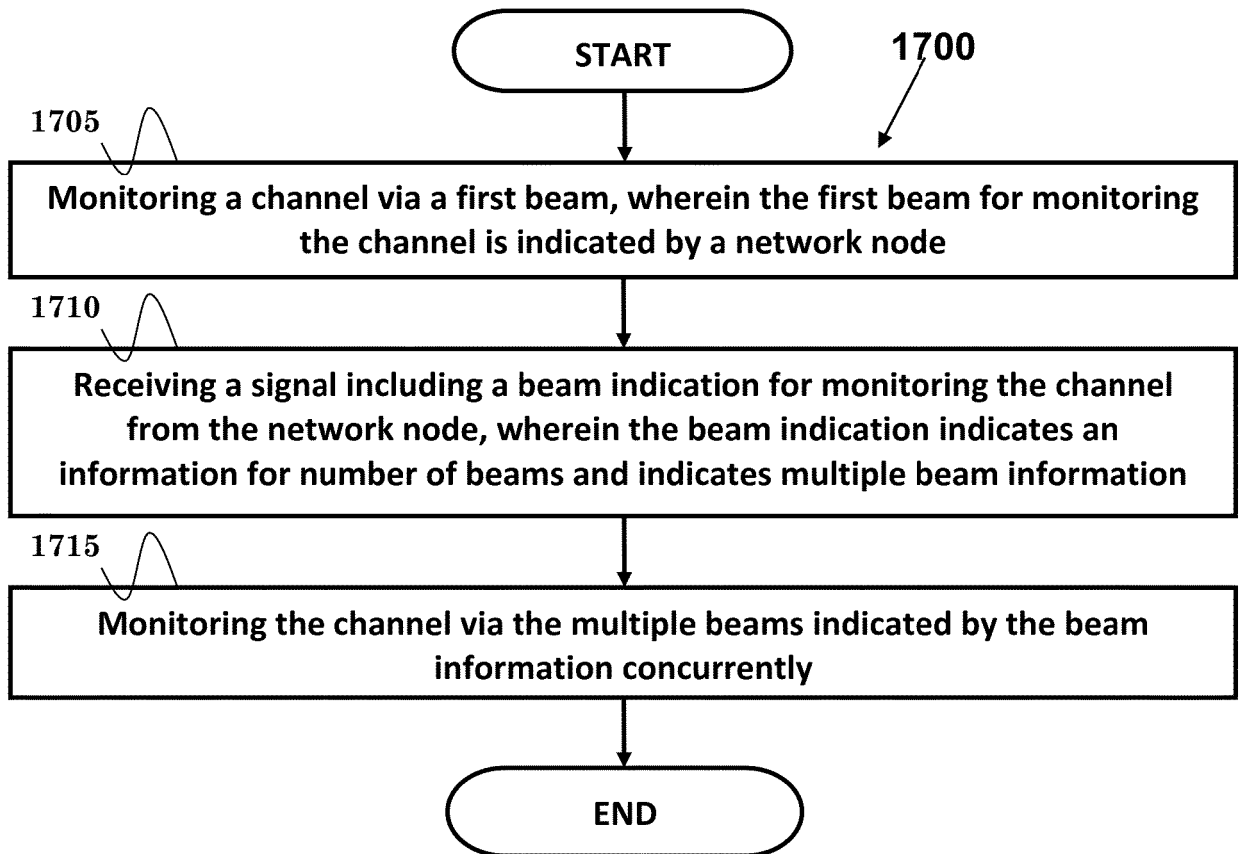 START
1700
1705
Monitoring a channel via a first beam, wherein the first beam for monitoring
the channel is indicated by a network node
1710
Receiving a signal including a beam indication for monitoring the channel
from the network node, wherein the beam indication indicates an
information for number of beams and indicates multiple beam information
1715
Monitoring the channel via the multiple beams indicated by the beam
information concurrently
END